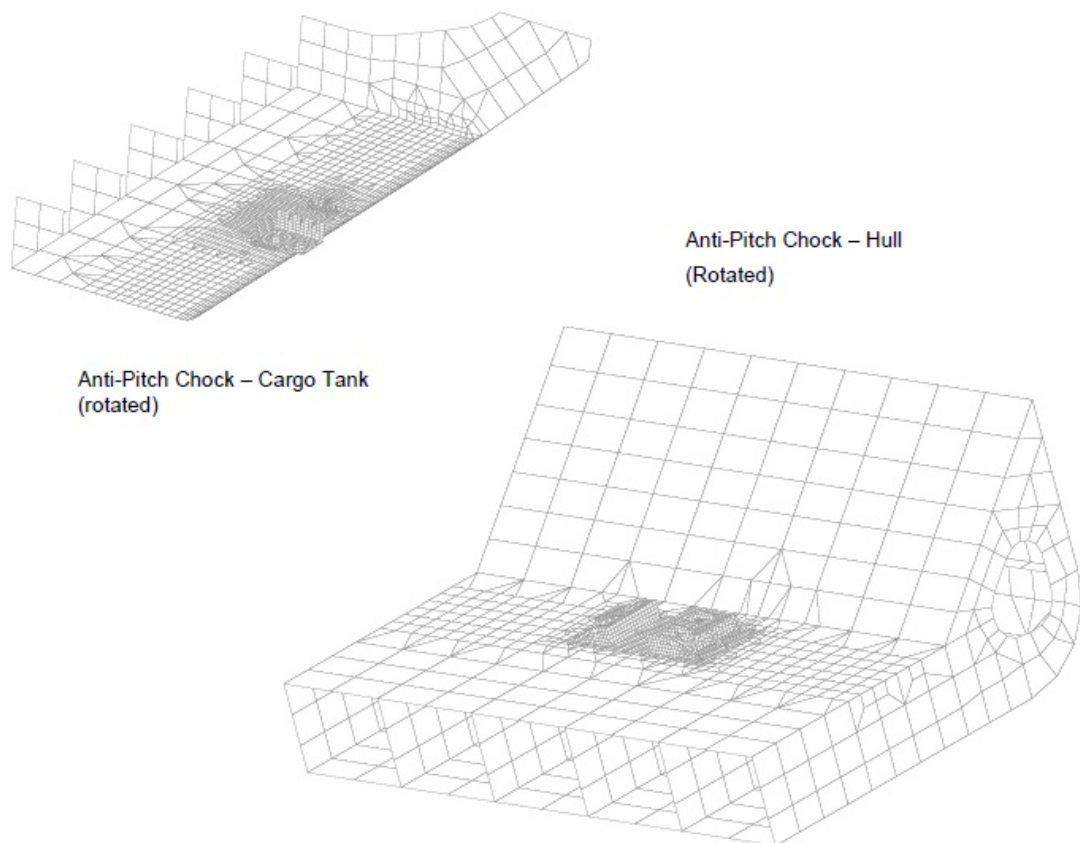 Anti-Pitch Chock – Hull
(Rotated)
Anti-Pitch Chock – Cargo Tank
(rotated)